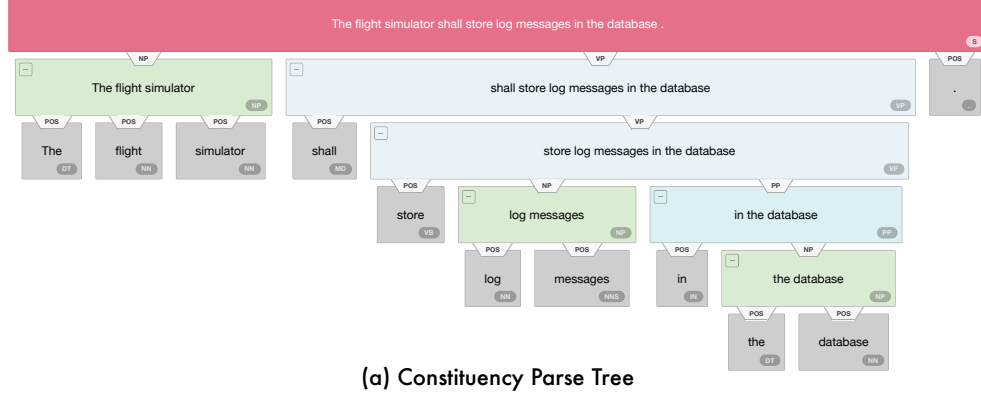 The flight simulator shall store log messages in the database .
S
NP VP POS
The flight simulator shall store log messages in the database .
NP VP .
POS POS POS POS VP
The flight simulator shall store log messages in the database
DT NN NN MD VP
POS NP PP
store log messages in the database
VB NP PP
POS POS POS NP
log messages in the database
NN NNS IN NP
POS POS
the database
DT NN
(a) Constituency Parse Tree